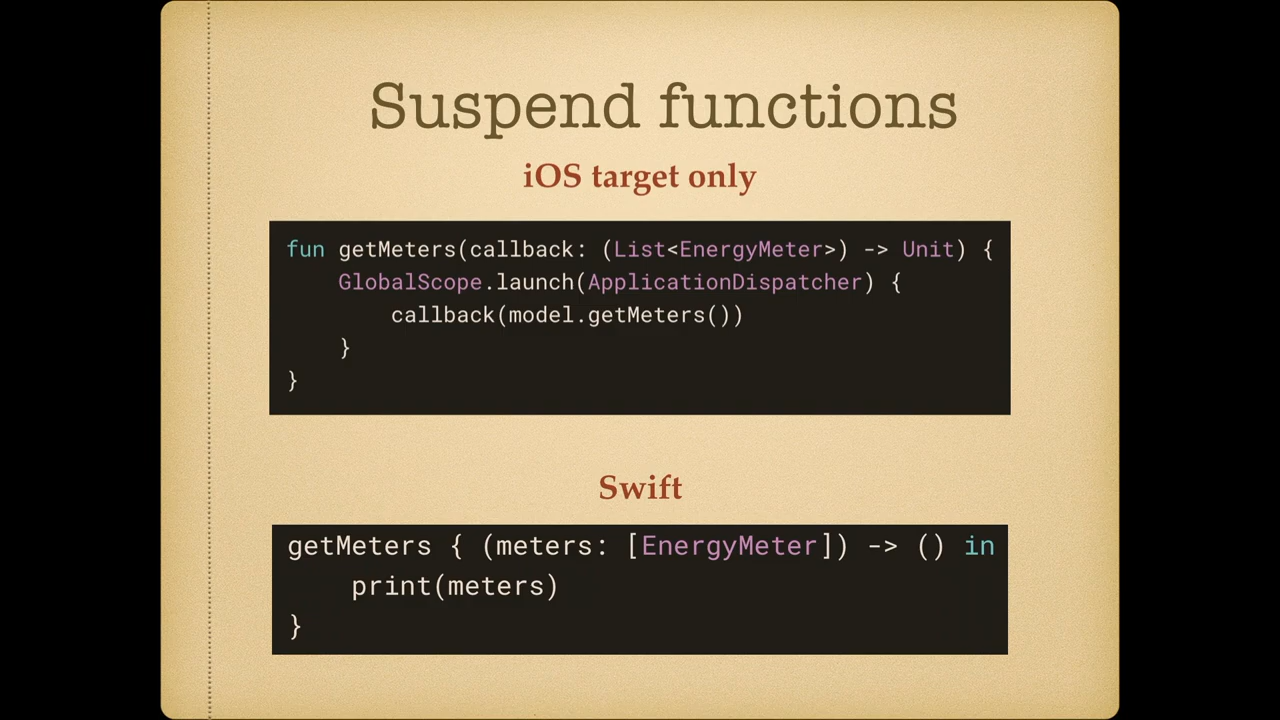 Suspend functions
iOS target only
fun getMeters(callback: (List<EnergyMeter>) -> Unit) {
    GlobalScope.launch(ApplicationDispatcher) {
        callback(model.getMeters())
    }
}
Swift
getMeters { (meters: [EnergyMeter]) -> () in
    print(meters)
}